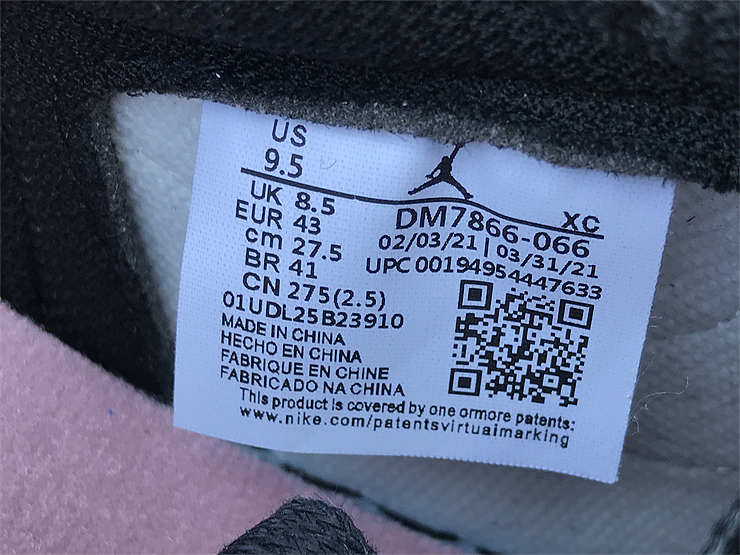 US
9.5
XC
UK 8.5
DM7866-066
EUR 43
02/03/21 | 03/31/21
cm 27.5
UPC 00194954447633
BR 41
CN 275(2.5)
01UDL25B23910
MADE IN CHINA
HECHO EN CHINA
FABRIQUE EN CHINE
FABRICADO NA CHINA
This product is covered by one ormore patents:
www.nike.com/patentsvirtualmarking